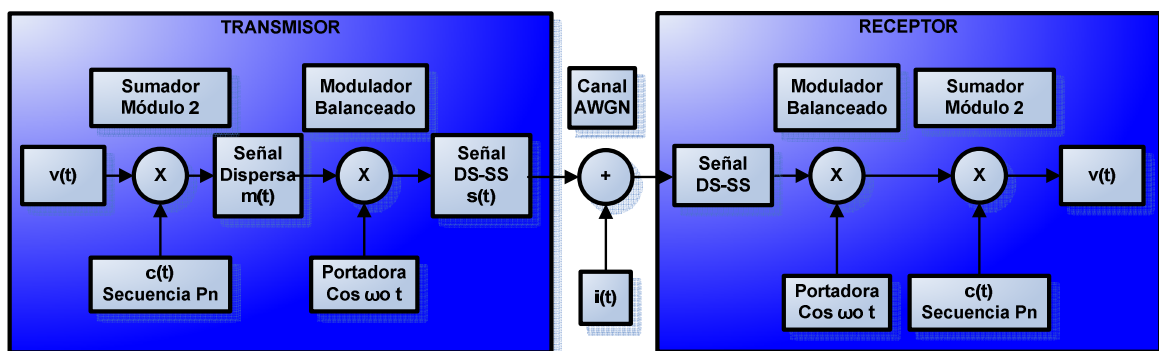 TRANSMISOR
Sumador
Módulo 2
Modulador
Balanceado
v(t)
X
Señal
Dispersa
m(t)
X
Señal
DS-SS
s(t)
c(t)
Secuencia Pn
Portadora
Cos ωo t
Canal
AWGN
+
i(t)
RECEPTOR
Modulador
Balanceado
Sumador
Módulo 2
Señal
DS-SS
X
X
v(t)
Portadora
Cos ωo t
c(t)
Secuencia Pn